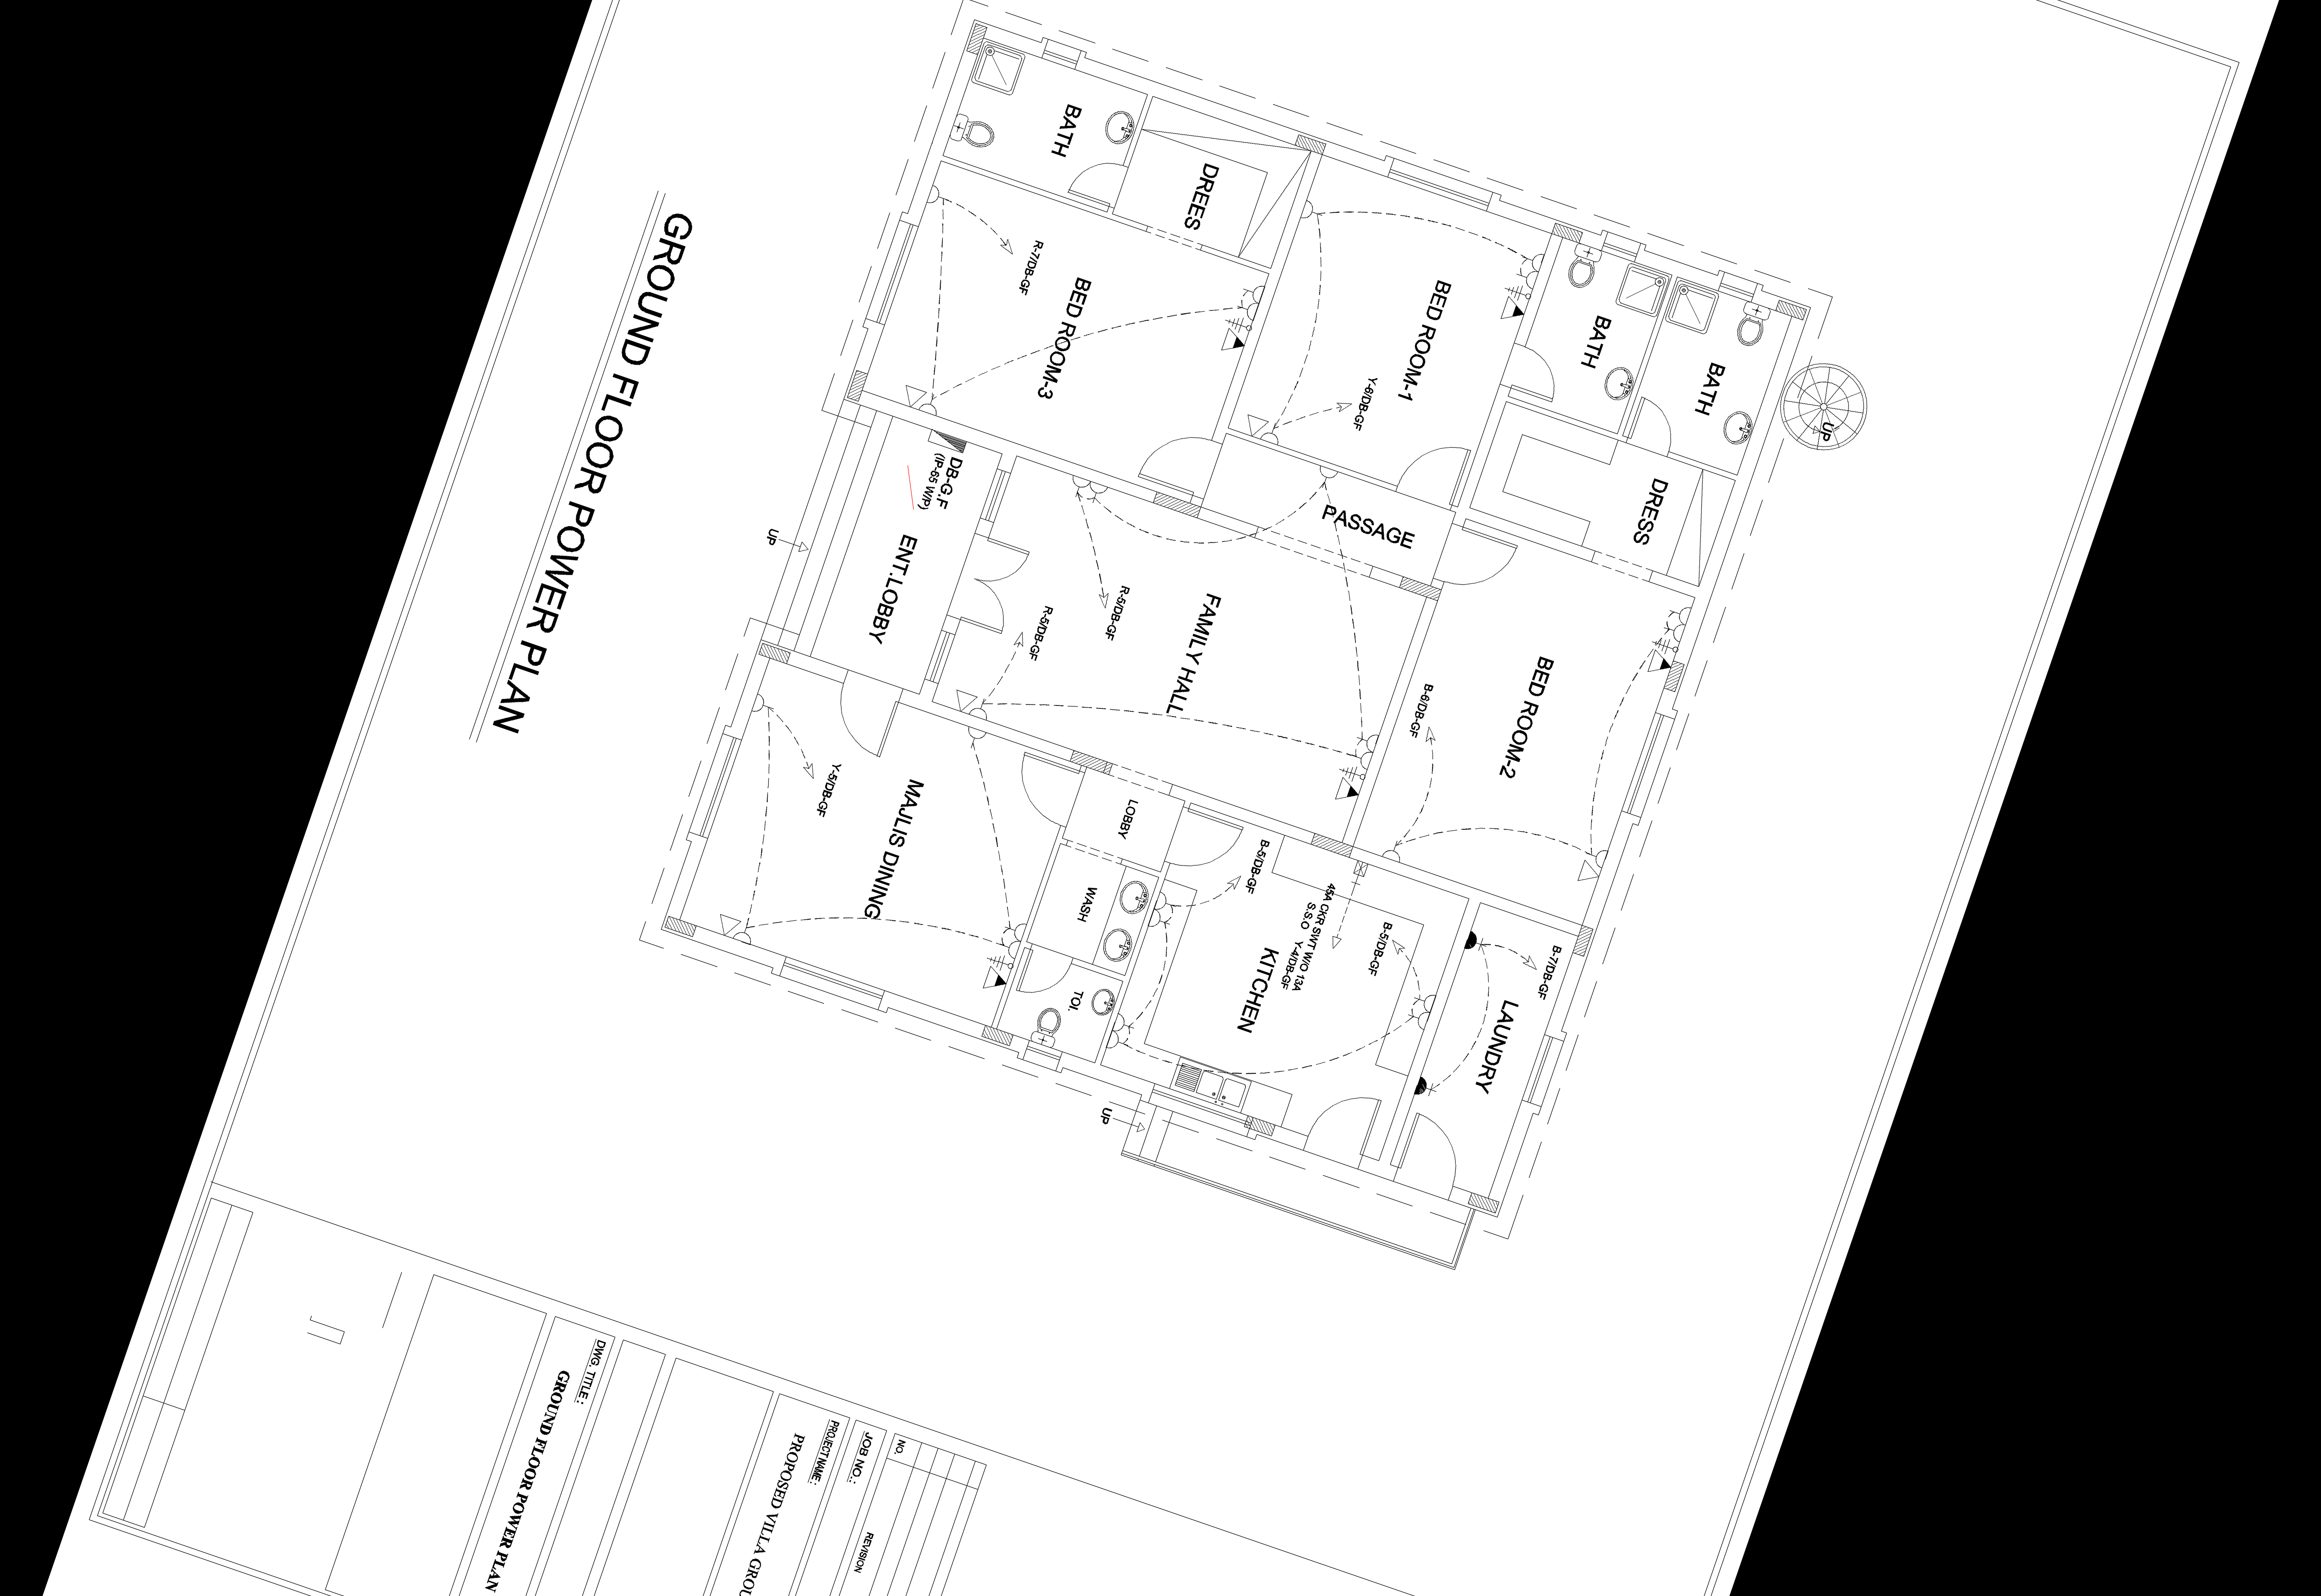 GROUND FLOOR POWER PLAN
BATH
DREES
R-7/DB-GF
BED ROOM-3
BED ROOM-1
Y-6/DB-GF
BATH
BATH
UP
DRESS
PASSAGE
DB-G.F
(IP-65 W/P)
UP
ENT.LOBBY
R-5/DB-GF
R-5/DB-GF
FAMILY HALL
BED ROOM-2
B-6/DB-GF
Y-5/DB-GF
MAJLIS DINING
LOBBY
WASH
TOI.
B-5/DB-GF
45A CKR SWT W/O 13A
S.S.O Y-4/DB-GF
B-5/DB-GF
KITCHEN
B-7/DB-GF
LAUNDRY
UP
NO.
REVISION
JOB NO.:
PROJECT NAME:
PROPOSED VILLA GROU
DWG. TITLE:
GROUND FLOOR POWER PLAN